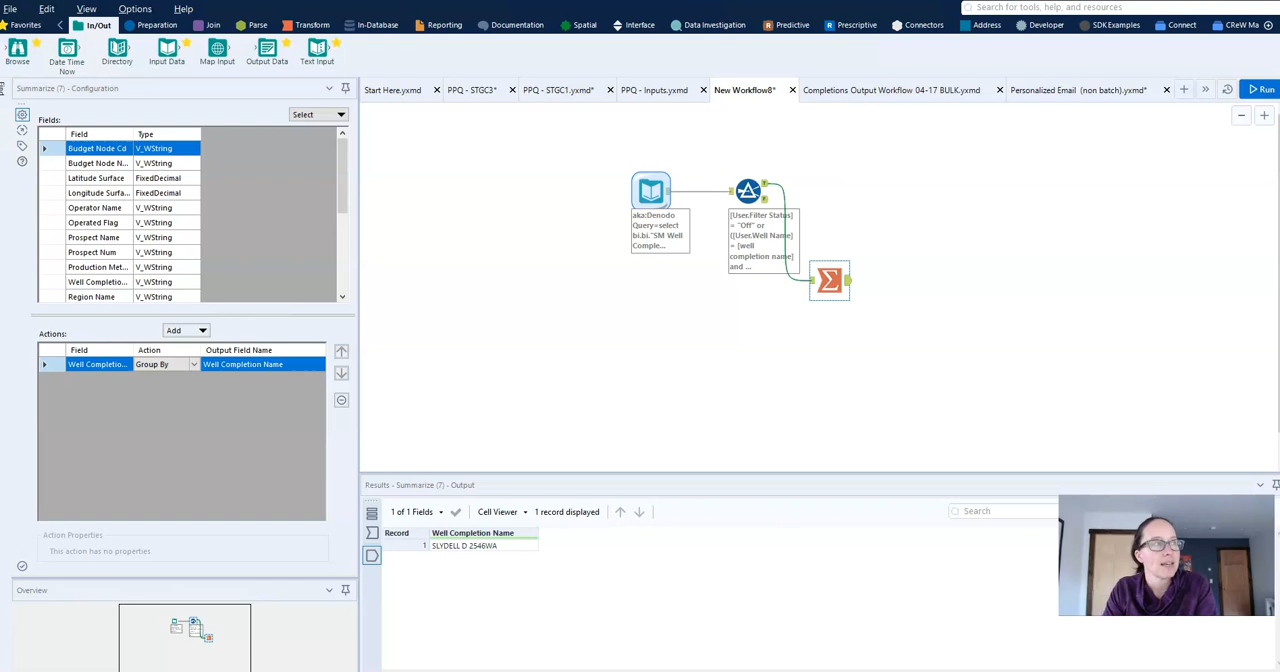 File Edit View Options Help
Search for tools, help, and resources
Favorites In/Out Preparation Join Parse Transform In-Database Reporting Documentation Spatial Interface Data Investigation Predictive Prescriptive Connectors Address Developer SDK Examples Connect CReW Ma
Browse Date Time Now Directory Input Data Map Input Output Data Text Input
Summarize (7) - Configuration
Start Here.yxmd PPQ - STGC3* PPQ - STGC1.yxmd* PPQ - Inputs.yxmd New Workflow8* Completions Output Workflow 04-17 BULK.yxmd Personalized Email (non batch).yxmd* Run
Fields: Select
Field Type
Budget Node Cd V_WString
Budget Node N... V_WString
Latitude Surface FixedDecimal
Longitude Surfa... FixedDecimal
Operator Name V_WString
Operated Flag V_WString
Prospect Name V_WString
Prospect Num V_WString
Production Met... V_WString
Well Completio... V_WString
Region Name V_WString
Actions: Add
Field Action Output Field Name
Well Completio... Group By Well Completion Name
Action Properties
This action has no properties
Overview
aka:Denodo
Query=select
bi.bi."SM Well
Comple...
[User.Filter Status]
= "Off" or
([User.Well Name]
= [well
completion name]
and ...
Results - Summarize (7) - Output
1 of 1 Fields Cell Viewer 1 record displayed Search
Record Well Completion Name
1 SLYDELL D 2546WA